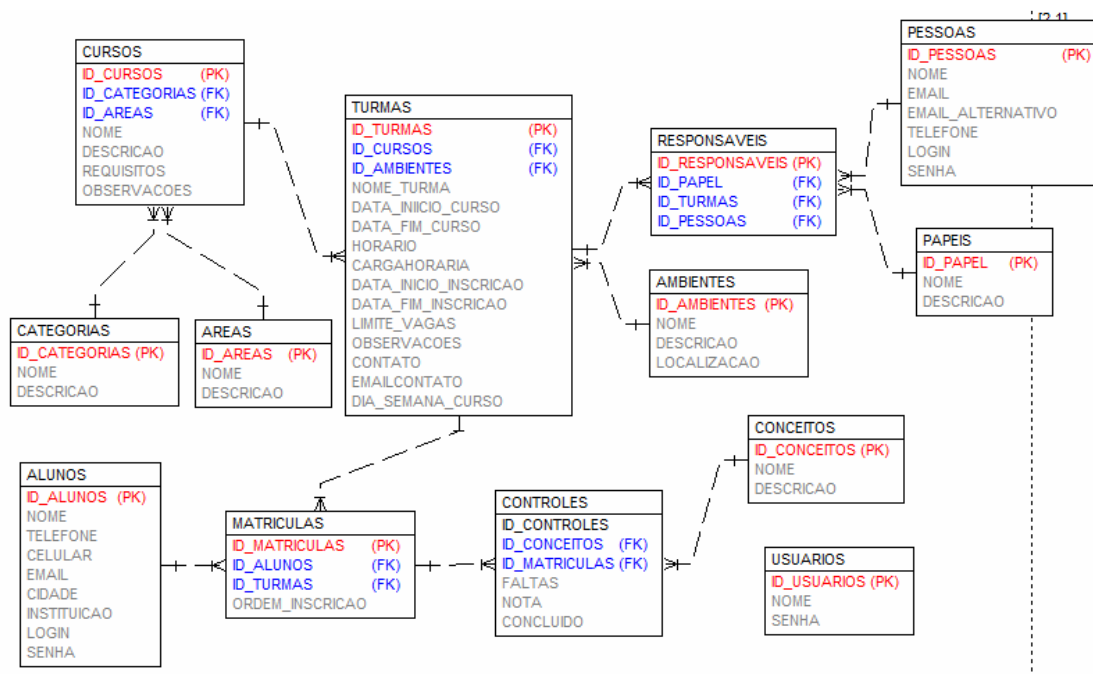 [2,1]
CURSOS
ID_CURSOS (PK)
ID_CATEGORIAS (FK)
ID_AREAS (FK)
NOME
DESCRICAO
REQUISITOS
OBSERVACOES
TURMAS
ID_TURMAS (PK)
ID_CURSOS (FK)
ID_AMBIENTES (FK)
NOME_TURMA
DATA_INIICIO_CURSO
DATA_FIM_CURSO
HORARIO
CARGAHORARIA
DATA_INICIO_INSCRICAO
DATA_FIM_INSCRICAO
LIMITE_VAGAS
OBSERVACOES
CONTATO
EMAILCONTATO
DIA_SEMANA_CURSO
RESPONSAVEIS
ID_RESPONSAVEIS (PK)
ID_PAPEL (FK)
ID_TURMAS (FK)
ID_PESSOAS (FK)
PESSOAS
ID_PESSOAS (PK)
NOME
EMAIL
EMAIL_ALTERNATIVO
TELEFONE
LOGIN
SENHA
PAPEIS
ID_PAPEL (PK)
NOME
DESCRICAO
AMBIENTES
ID_AMBIENTES (PK)
NOME
DESCRICAO
LOCALIZACAO
CATEGORIAS
ID_CATEGORIAS (PK)
NOME
DESCRICAO
AREAS
ID_AREAS (PK)
NOME
DESCRICAO
ALUNOS
ID_ALUNOS (PK)
NOME
TELEFONE
CELULAR
EMAIL
CIDADE
INSTITUICAO
LOGIN
SENHA
MATRICULAS
ID_MATRICULAS (PK)
ID_ALUNOS (FK)
ID_TURMAS (FK)
ORDEM_INSCRICAO
CONTROLES
ID_CONTROLES
ID_CONCEITOS (FK)
ID_MATRICULAS (FK)
FALTAS
NOTA
CONCLUIDO
CONCEITOS
ID_CONCEITOS (PK)
NOME
DESCRICAO
USUARIOS
ID_USUARIOS (PK)
NOME
SENHA